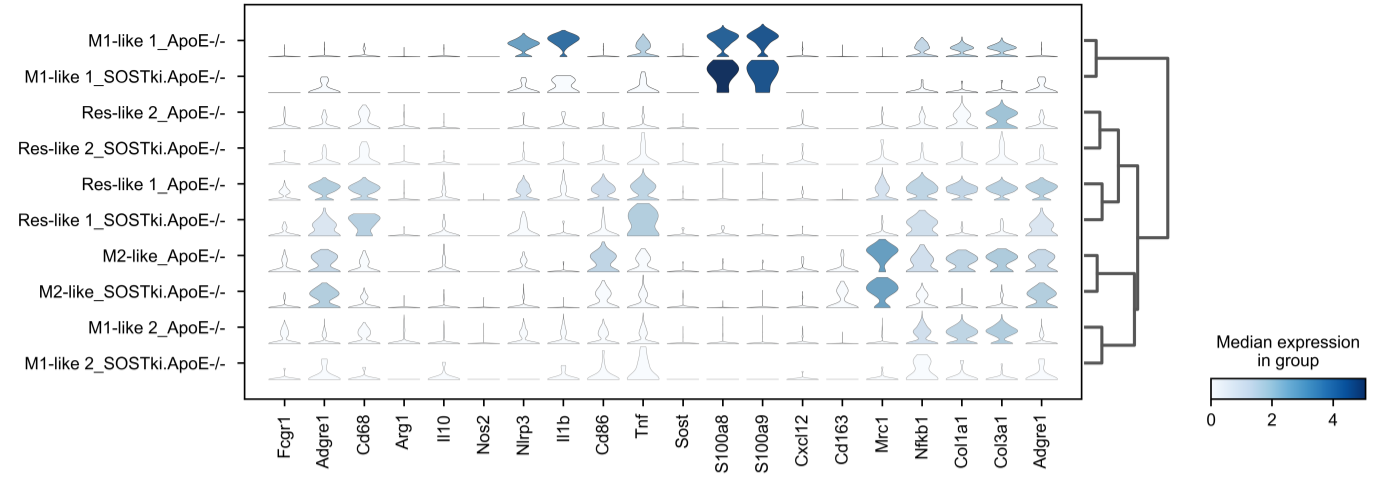 M1-like 1_ApoE-/-
M1-like 1_SOSTki.ApoE-/-
Res-like 2_ApoE-/-
Res-like 2_SOSTki.ApoE-/-
Res-like 1_ApoE-/-
Res-like 1_SOSTki.ApoE-/-
M2-like_ApoE-/-
M2-like_SOSTki.ApoE-/-
M1-like 2_ApoE-/-
M1-like 2_SOSTki.ApoE-/-
Fcgr1
Adgre1
Cd68
Arg1
Il10
Nos2
Nlrp3
Il1b
Cd86
Tnf
Sost
S100a8
S100a9
Cxcl12
Cd163
Mrc1
Nfkb1
Col1a1
Col3a1
Adgre1
Median expression
in group
0 2 4